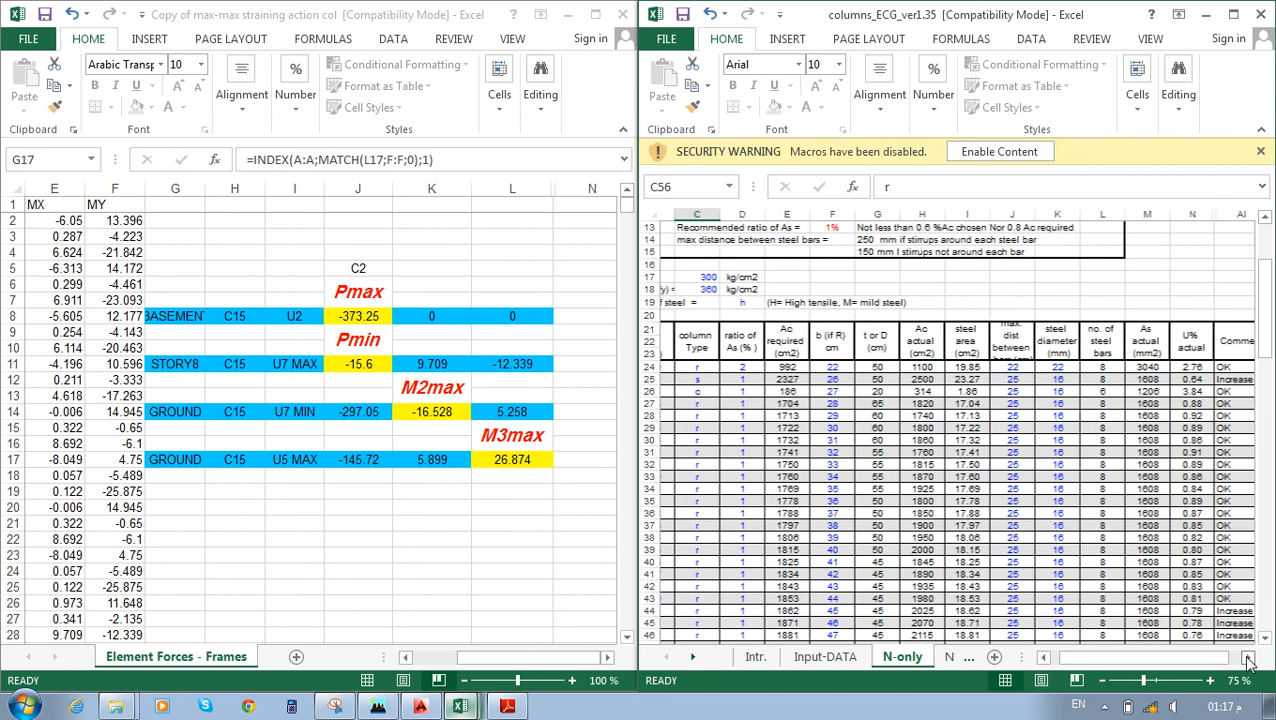 Copy of max-max straining action col [Compatibility Mode] - Excel
FILE HOME INSERT PAGE LAYOUT FORMULAS DATA REVIEW VIEW Sign in
Arabic Transp 10
Paste B I U Alignment % Number Conditional Formatting Format as Table Cell Styles Cells Editing
Clipboard Font Styles
G17 =INDEX(A:A;MATCH(L17;F:F;0);1)
E F G H I J K L N
1 MX MY
2 -6.05 13.396
3 0.287 -4.223
4 6.624 -21.842
5 -6.313 14.172 C2
6 0.299 -4.461 Pmax
7 6.911 -23.093
8 -5.605 12.177 BASEMENT C15 U2 -373.25 0 0
9 0.254 -4.143 Pmin
10 6.114 -20.463
11 -4.196 10.596 STORY8 C15 U7 MAX -15.6 9.709 -12.339
12 0.211 -3.333 M2max
13 4.618 -17.263
14 -0.006 14.945 GROUND C15 U7 MIN -297.05 -16.528 5.258
15 0.322 -0.65 M3max
16 8.692 -6.1
17 -8.049 4.75 GROUND C15 U5 MAX -145.72 5.899 26.874
18 0.057 -5.489
19 0.122 -25.875
20 -0.006 14.945
21 0.322 -0.65
22 8.692 -6.1
23 -8.049 4.75
24 0.057 -5.489
25 0.122 -25.875
26 0.973 11.648
27 0.341 -2.135
28 9.709 -12.339
Element Forces - Frames
READY 100 %
columns_ECG_ver1.35 [Compatibility Mode] - Excel
FILE HOME INSERT PAGE LAYOUT FORMULAS DATA REVIEW VIEW Sign in
Arial 10
Paste B I U Alignment % Number Conditional Formatting Format as Table Cell Styles Cells Editing
Clipboard Font Styles
SECURITY WARNING Macros have been disabled. Enable Content
C56 r
C D E F G H I J K L M N AI
13 Recommended ratio of As = 1% Not less than 0.6 %Ac chosen Nor 0.8 Ac required
14 max distance between steel bars = 250 mm if stirrups around each steel bar
15 150 mm I stirrups not around each bar
16
17 300 kg/cm2
18 y) = 360 kg/cm2
19 f steel = h (H= High tensile, M= mild steel)
20
21 column Type ratio of As (% ) Ac required (cm2) b (if R) cm t or D (cm) Ac actual (cm2) steel area (cm2) max. dist between steel diameter (mm) no. of steel bars As actual (mm2) U% actual Comme
22
23
24 r 2 992 22 50 1100 19.85 22 22 8 3040 2.76 OK
25 s 1 2327 26 50 2500 23.27 25 16 8 1608 0.64 Increase
26 c 1 186 27 20 314 1.86 25 16 6 1206 3.84 OK
27 r 1 1704 28 65 1820 17.04 25 16 8 1608 0.88 OK
28 r 1 1713 29 60 1740 17.13 25 16 8 1608 0.92 OK
29 r 1 1722 30 60 1800 17.22 25 16 8 1608 0.89 OK
30 r 1 1732 31 60 1860 17.32 25 16 8 1608 0.86 OK
31 r 1 1741 32 55 1760 17.41 25 16 8 1608 0.91 OK
32 r 1 1750 33 55 1815 17.50 25 16 8 1608 0.89 OK
33 r 1 1760 34 55 1870 17.60 25 16 8 1608 0.86 OK
34 r 1 1769 35 55 1925 17.69 25 16 8 1608 0.84 OK
35 r 1 1778 36 50 1800 17.78 25 16 8 1608 0.89 OK
36 r 1 1788 37 50 1850 17.88 25 16 8 1608 0.87 OK
37 r 1 1797 38 50 1900 17.97 25 16 8 1608 0.85 OK
38 r 1 1806 39 50 1950 18.06 25 16 8 1608 0.82 OK
39 r 1 1815 40 50 2000 18.15 25 16 8 1608 0.80 OK
40 r 1 1825 41 45 1845 18.25 25 16 8 1608 0.87 OK
41 r 1 1834 42 45 1890 18.34 25 16 8 1608 0.85 OK
42 r 1 1843 43 45 1935 18.43 25 16 8 1608 0.83 OK
43 r 1 1853 44 45 1980 18.53 25 16 8 1608 0.81 OK
44 r 1 1862 45 45 2025 18.62 25 16 8 1608 0.79 Increase
45 r 1 1871 46 45 2070 18.71 25 16 8 1608 0.78 Increase
46 r 1 1881 47 45 2115 18.81 25 16 8 1608 0.76 Increase
Intr. Input-DATA N-only N ...
READY 75 %
EN 01:17 م